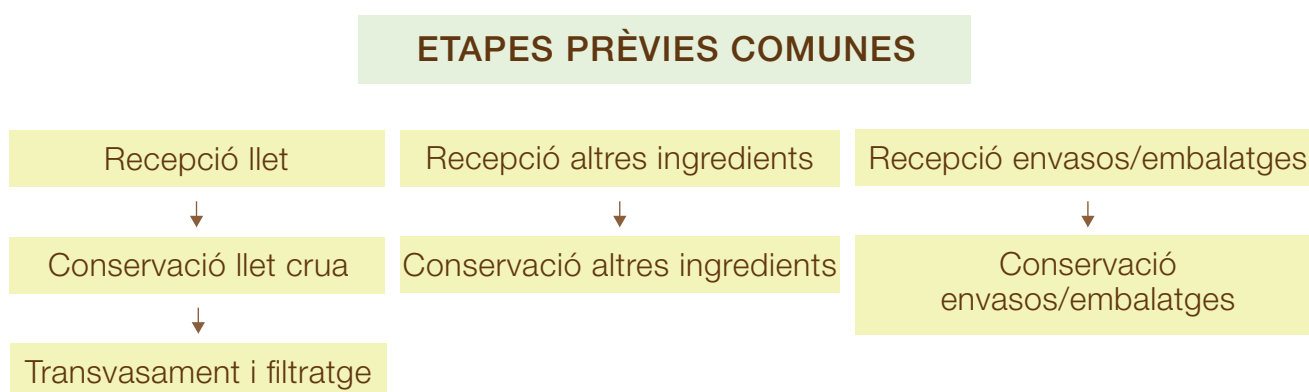 ETAPES PRÈVIES COMUNES
Recepció llet
Recepció altres ingredients
Recepció envasos/embalatges
Conservació llet crua
Conservació altres ingredients
Conservació
envasos/embalatges
Transvasament i filtratge